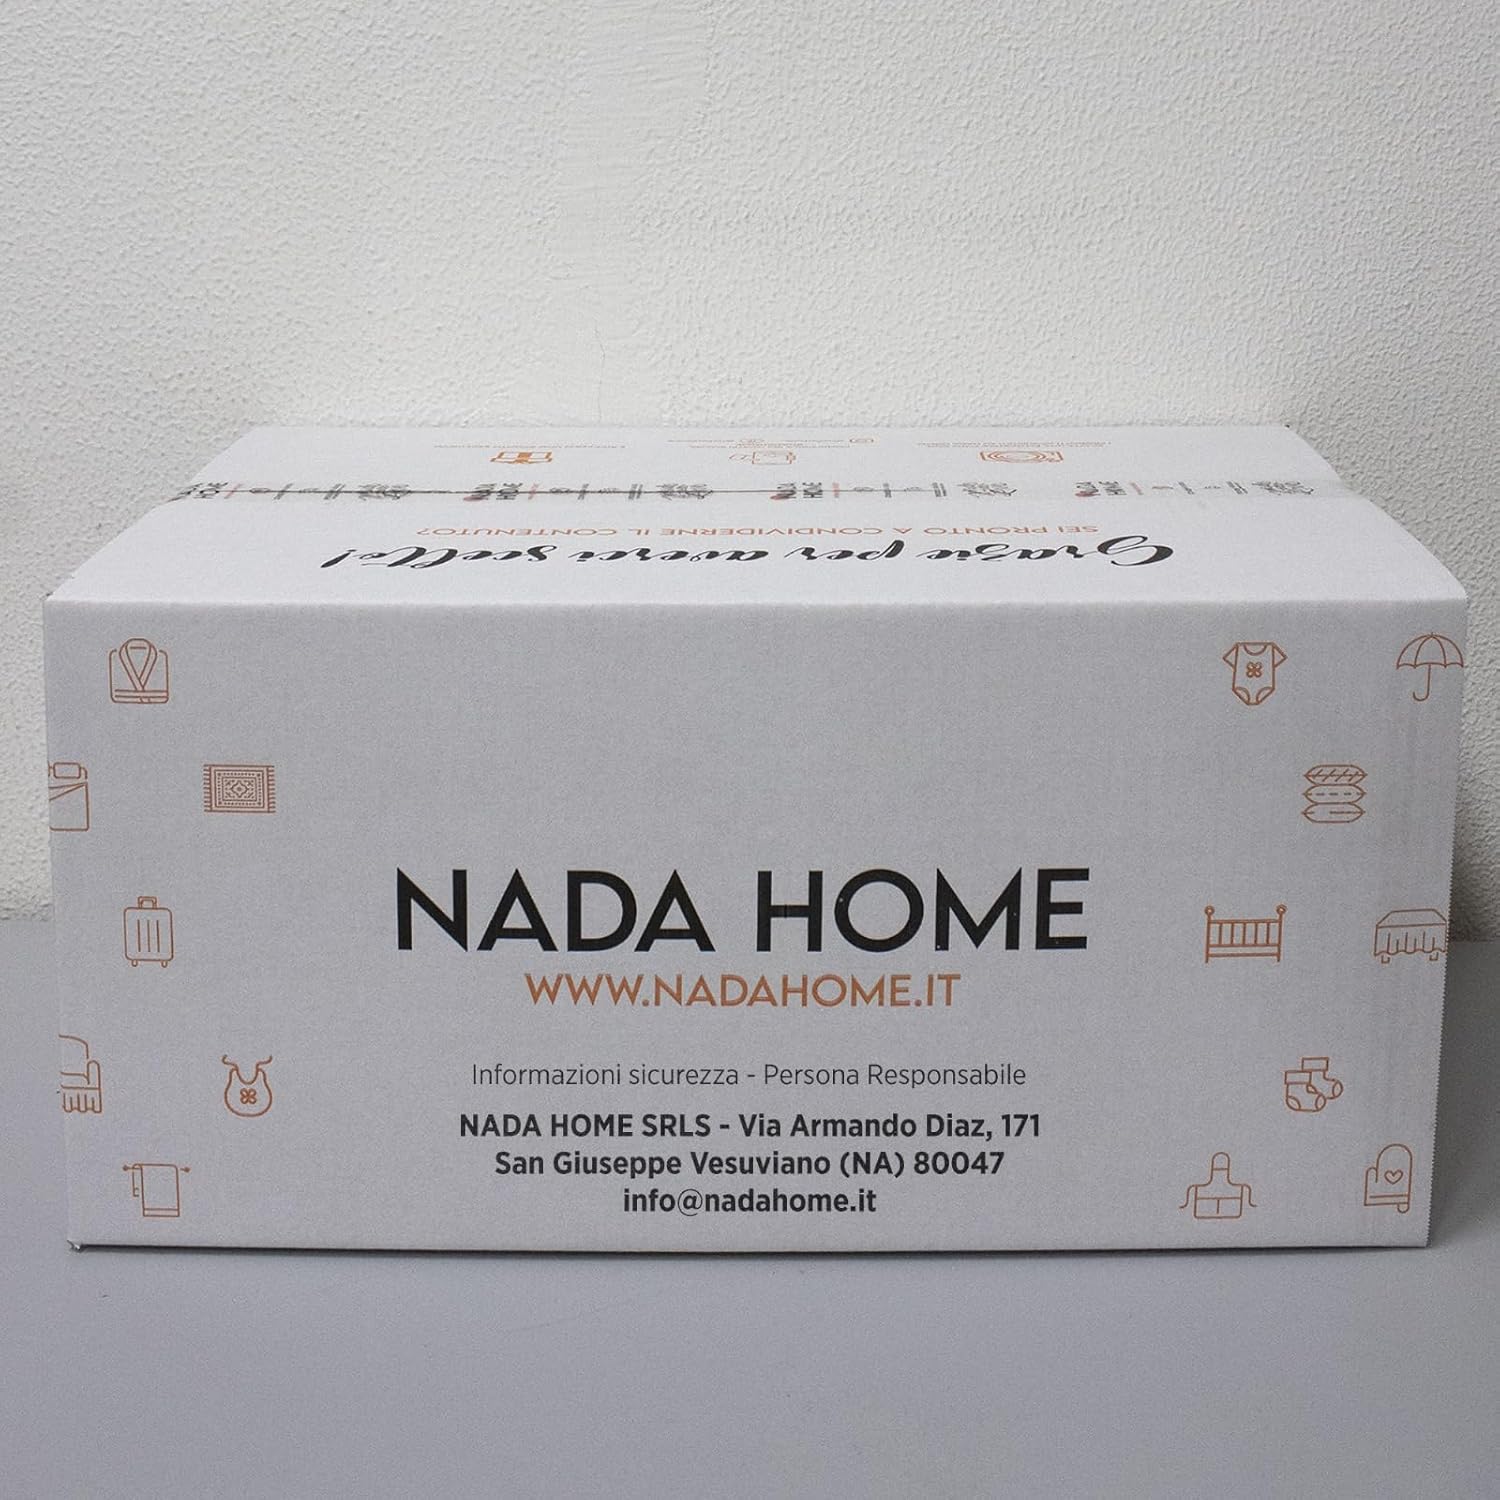 Grazie per averci scelto!
SEI PRONTO A CONDIVIDERNE IL CONTENUTO?
NADA HOME
WWW.NADAHOME.IT
Informazioni sicurezza - Persona Responsabile
NADA HOME SRLS - Via Armando Diaz, 171
San Giuseppe Vesuviano (NA) 80047
info@nadahome.it